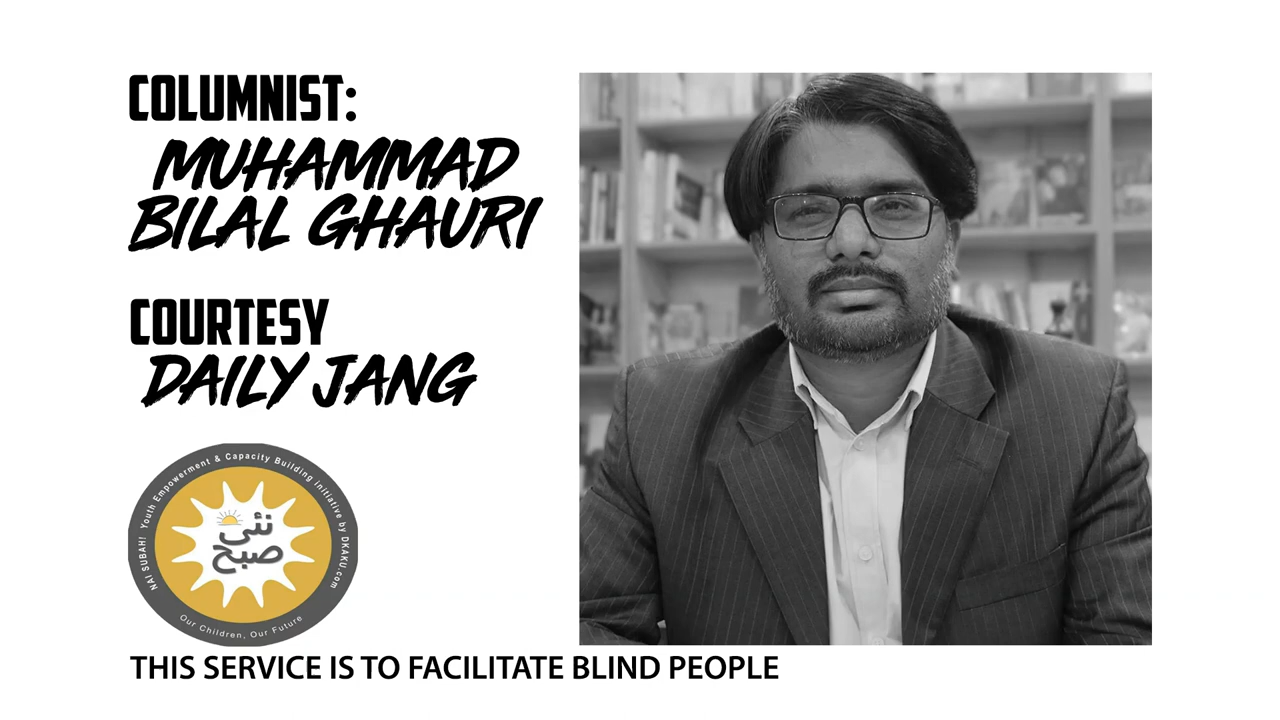 COLUMNIST:
MUHAMMAD
BILAL GHAURI
COURTESY
DAILY JANG
NAI SUBAH! Youth Empowerment & Capacity Building initiative by DKAKU.com
نئی
صبح
Our Children, Our Future
THIS SERVICE IS TO FACILITATE BLIND PEOPLE